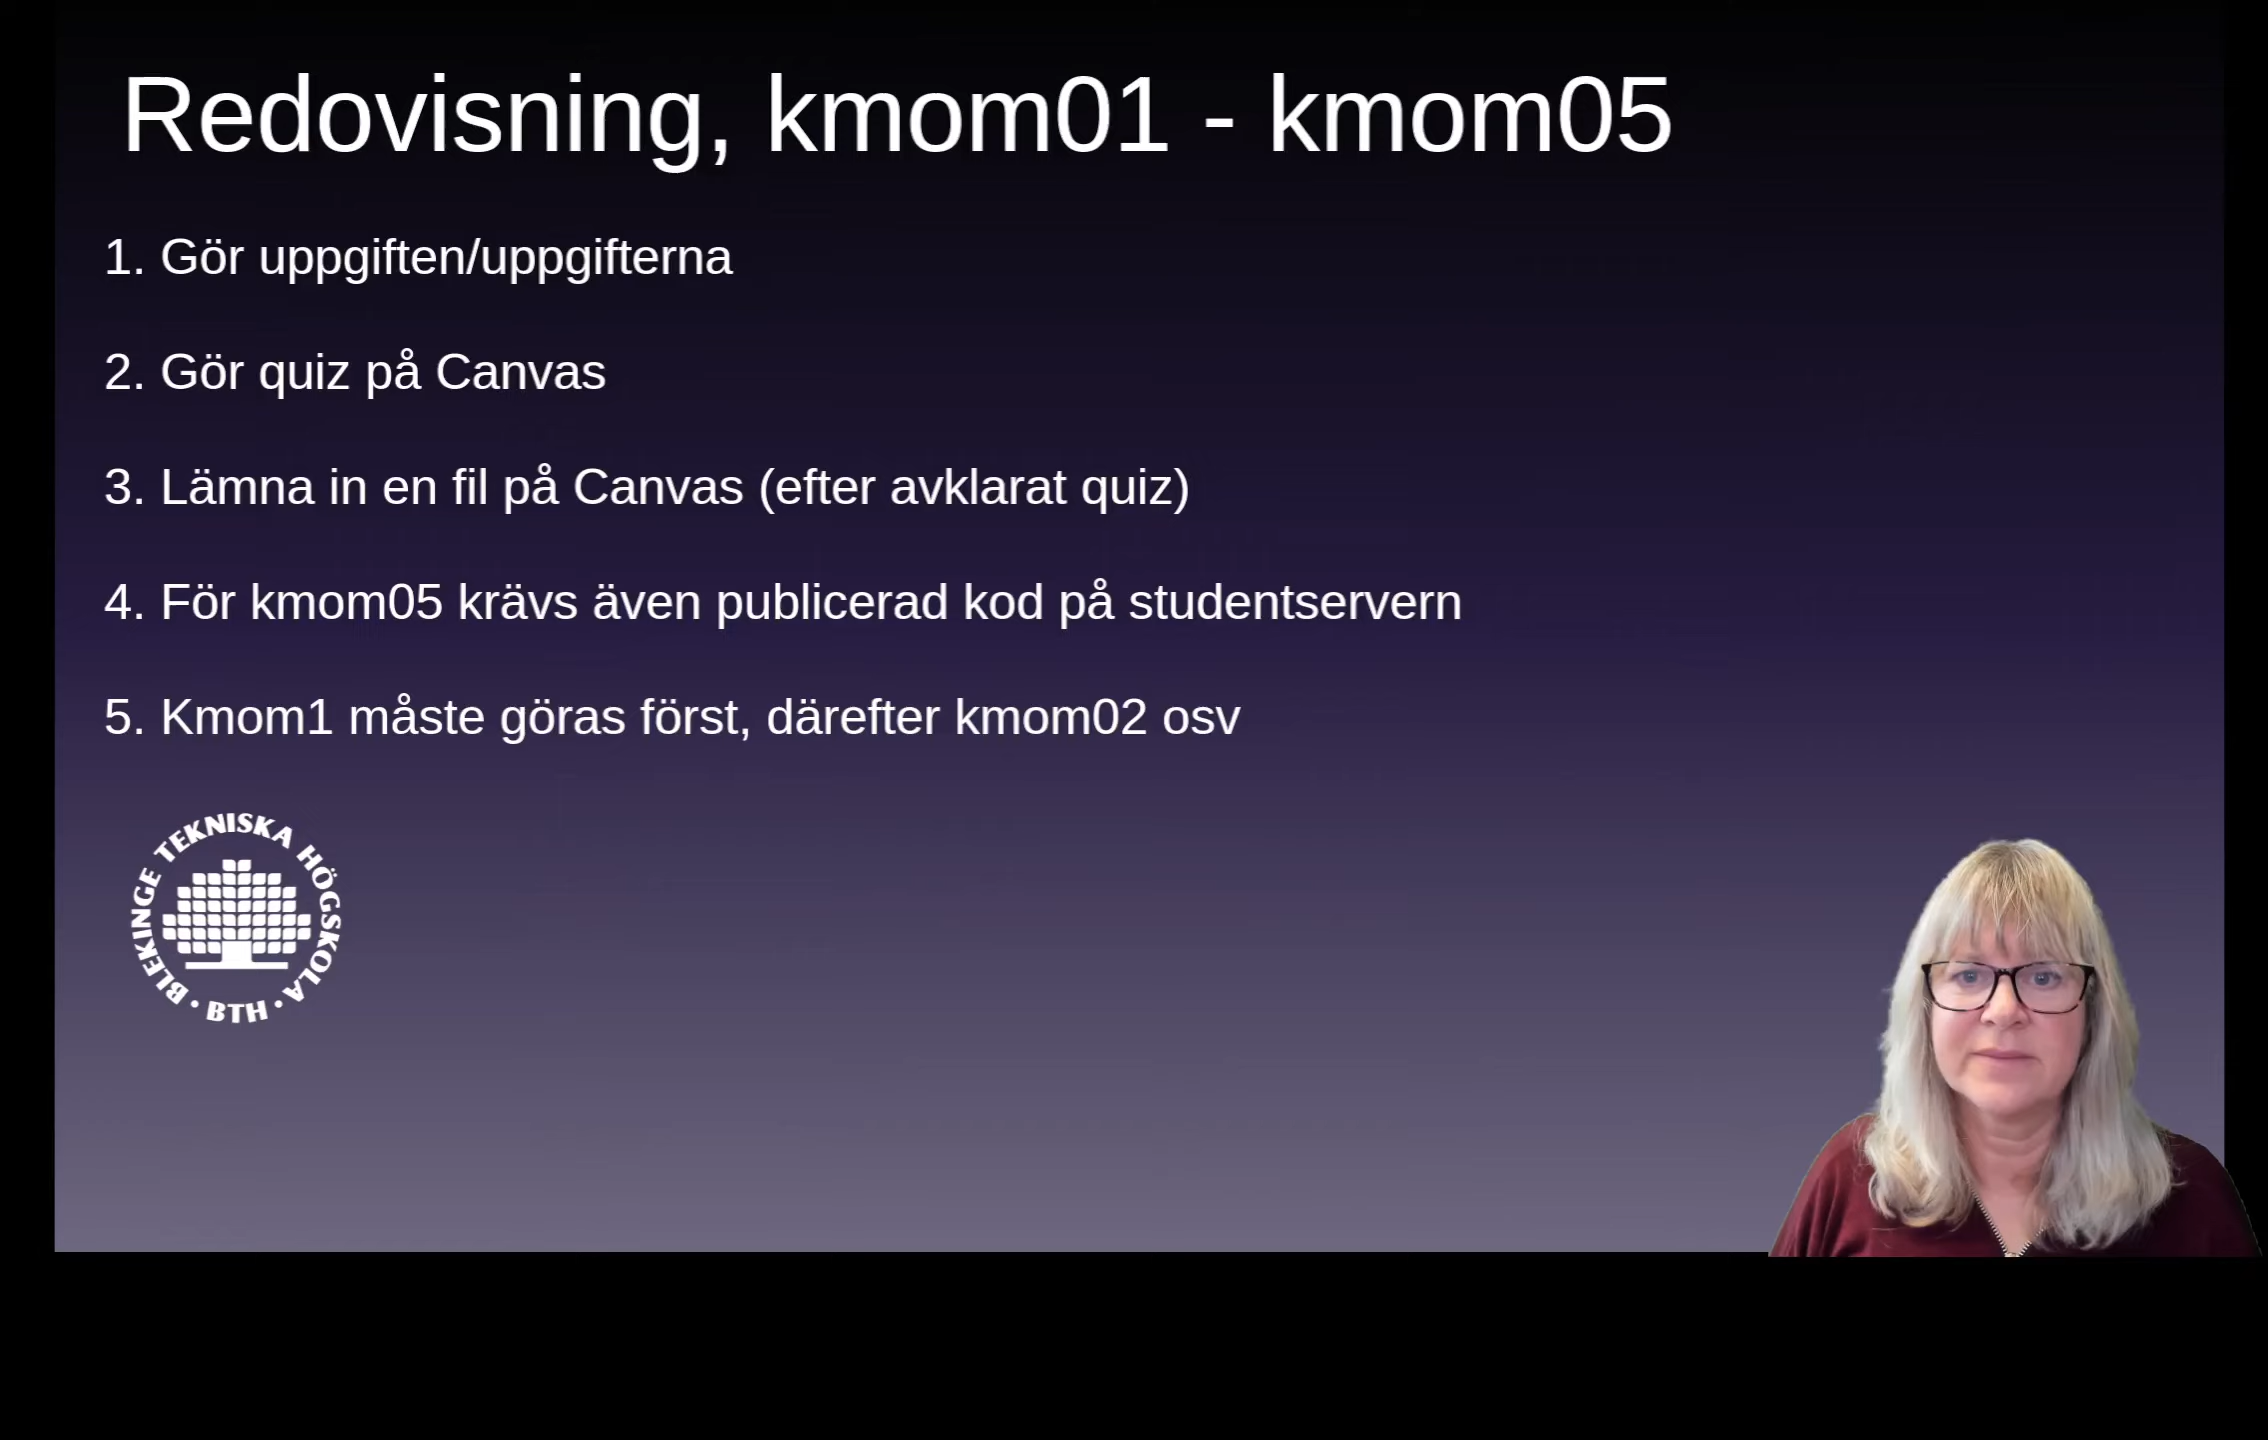 Redovisning, kmom01 - kmom05
1. Gör uppgiften/uppgifterna
2. Gör quiz på Canvas
3. Lämna in en fil på Canvas (efter avklarat quiz)
4. För kmom05 krävs även publicerad kod på studentservern
5. Kmom1 måste göras först, därefter kmom02 osv
BLEKINGE TEKNISKA HÖGSKOLA
· BTH ·